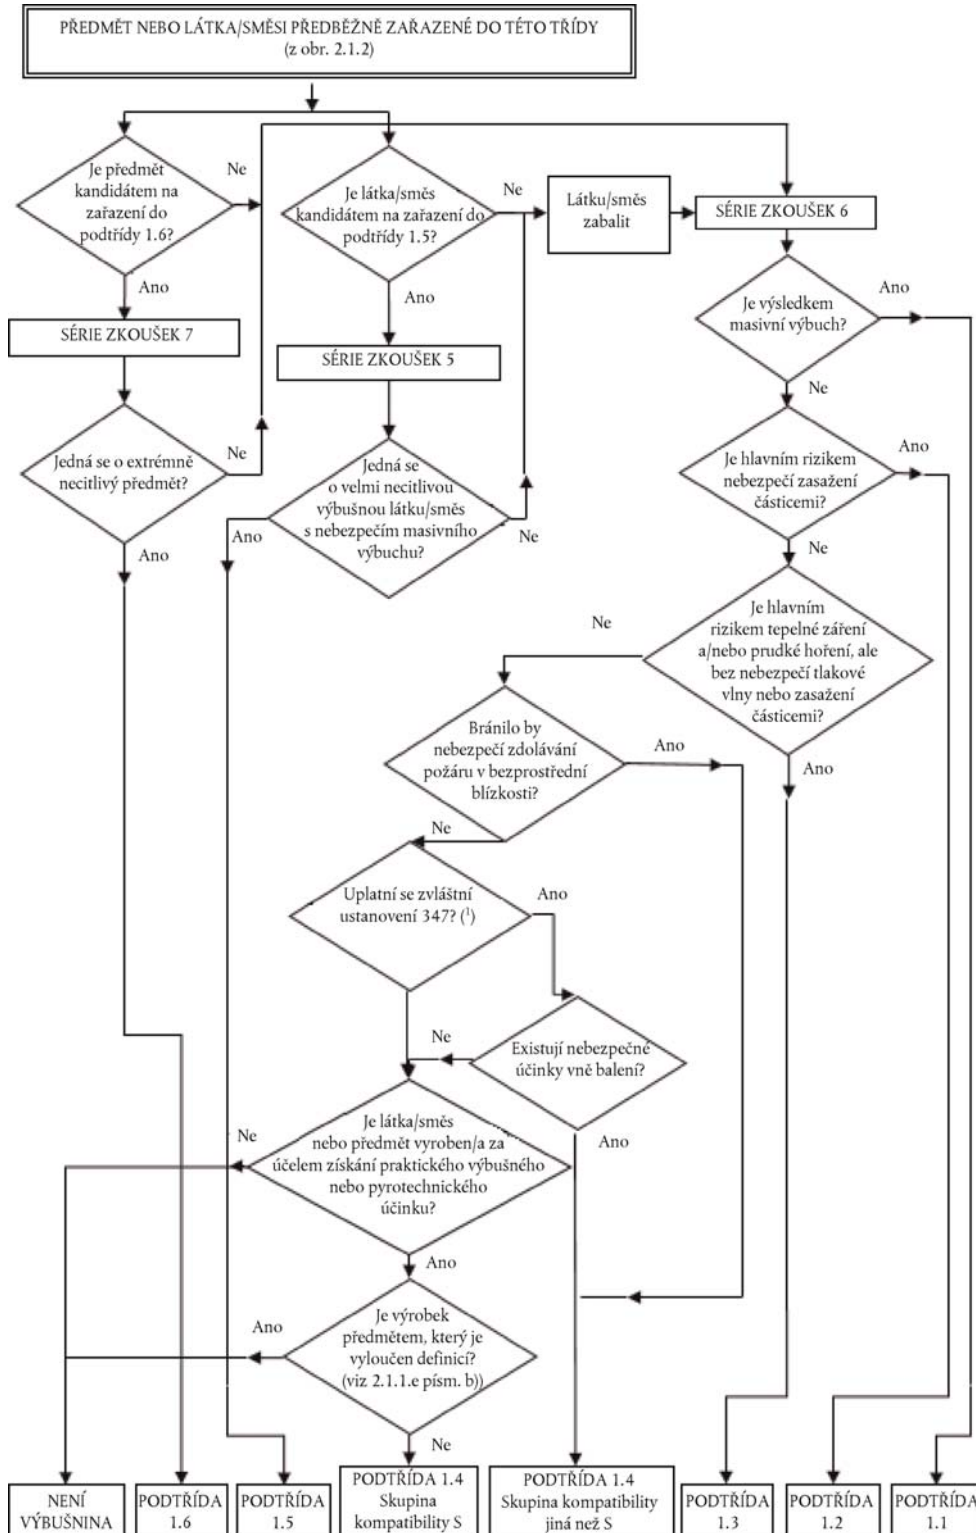 PŘEDMĚT NEBO LÁTKA/SMĚSI PŘEDBĚŽNĚ ZAŘAZENÉ DO TÉTO TŘÍDY
(z obr. 2.1.2)
Je předmět
kandidátem na
zařazení do
podtřídy 1.6?
Ne
Ano
Je látka/směs
kandidátem na zařazení do
podtřídy 1.5?
Ne
Ano
Látku/směs
zabalit
SÉRIE ZKOUŠEK 6
SÉRIE ZKOUŠEK 7
SÉRIE ZKOUŠEK 5
Je výsledkem
masivní výbuch?
Ano
Ne
Jedná se o extrémně
necitlivý předmět?
Ne
Ano
Jedná se
o velmi necitlivou
výbušnou látku/směs
s nebezpečím masivního
výbuchu?
Ano
Ne
Je hlavním rizikem
nebezpečí zasažení
částicemi?
Ano
Ne
Je hlavním
rizikem tepelné záření
a/nebo prudké hoření, ale
bez nebezpečí tlakové
vlny nebo zasažení
částicemi?
Ne
Ano
Bránilo by
nebezpečí zdolávání
požáru v bezprostřední
blízkosti?
Ano
Ne
Uplatní se zvláštní
ustanovení 347? (¹)
Ano
Ne
Existují nebezpečné
účinky vně balení?
Ano
Je látka/směs
nebo předmět vyroben/a za
účelem získání praktického výbušného
nebo pyrotechnického
účinku?
Ne
Ano
Je výrobek
předmětem, který je
vyloučen definicí?
(viz 2.1.1.e písm. b))
Ano
Ne
NENÍ
VÝBUŠNINA
PODTŘÍDA
1.6
PODTŘÍDA
1.5
PODTŘÍDA 1.4
Skupina
kompatibility S
PODTŘÍDA 1.4
Skupina kompatibility
jiná než S
PODTŘÍDA
1.3
PODTŘÍDA
1.2
PODTŘÍDA
1.1